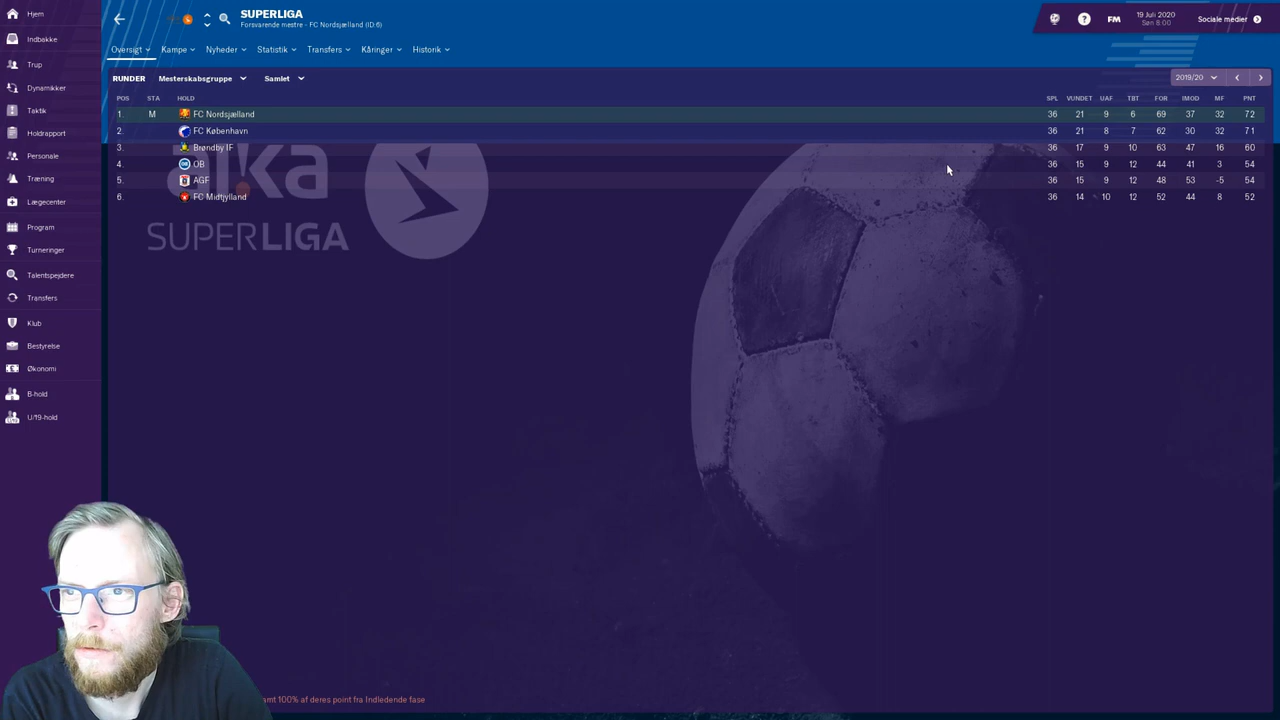 Hjem
Indbakke
Trup
Dynamikker
Taktik
Holdrapport
Personale
Træning
Lægecenter
Program
Turneringer
Talentspejdere
Transfers
Klub
Bestyrelse
Økonomi
B-hold
U/19-hold
SUPERLIGA
Forsvarende mestre - FC Nordsjælland (ID:6)
FM
19 Juli 2020
Søn 8:00
Sociale medier
Oversigt Kampe Nyheder Statistik Transfers Kåringer Historik
RUNDER Mesterskabsgruppe Samlet 2019/20
POS STA HOLD SPL VUNDET UAF TBT FOR IMOD MF PNT
1. M FC Nordsjælland 36 21 9 6 69 37 32 72
2. FC København 36 21 8 7 62 30 32 71
3. Brøndby IF 36 17 9 10 63 47 16 60
4. OB 36 15 9 12 44 41 3 54
5. AGF 36 15 9 12 48 53 -5 54
6. FC Midtjylland 36 14 10 12 52 44 8 52
alka
SUPERLIGA
amt 100% af deres point fra Indledende fase